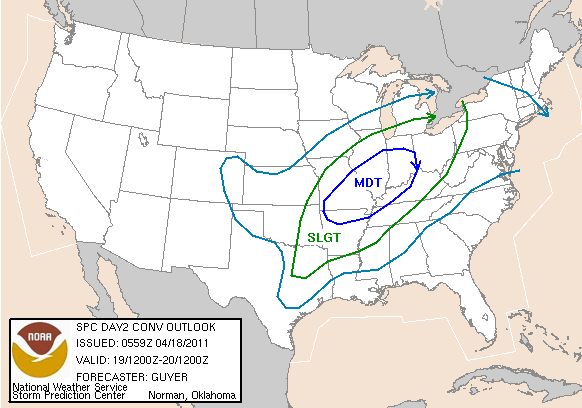 MDT
SLGT
SPC DAY2 CONV OUTLOOK
ISSUED: 0559Z 04/18/2011
VALID: 19/1200Z-20/1200Z
FORECASTER: GUYER
NOAA
National Weather Service
Storm Prediction Center Norman, Oklahoma